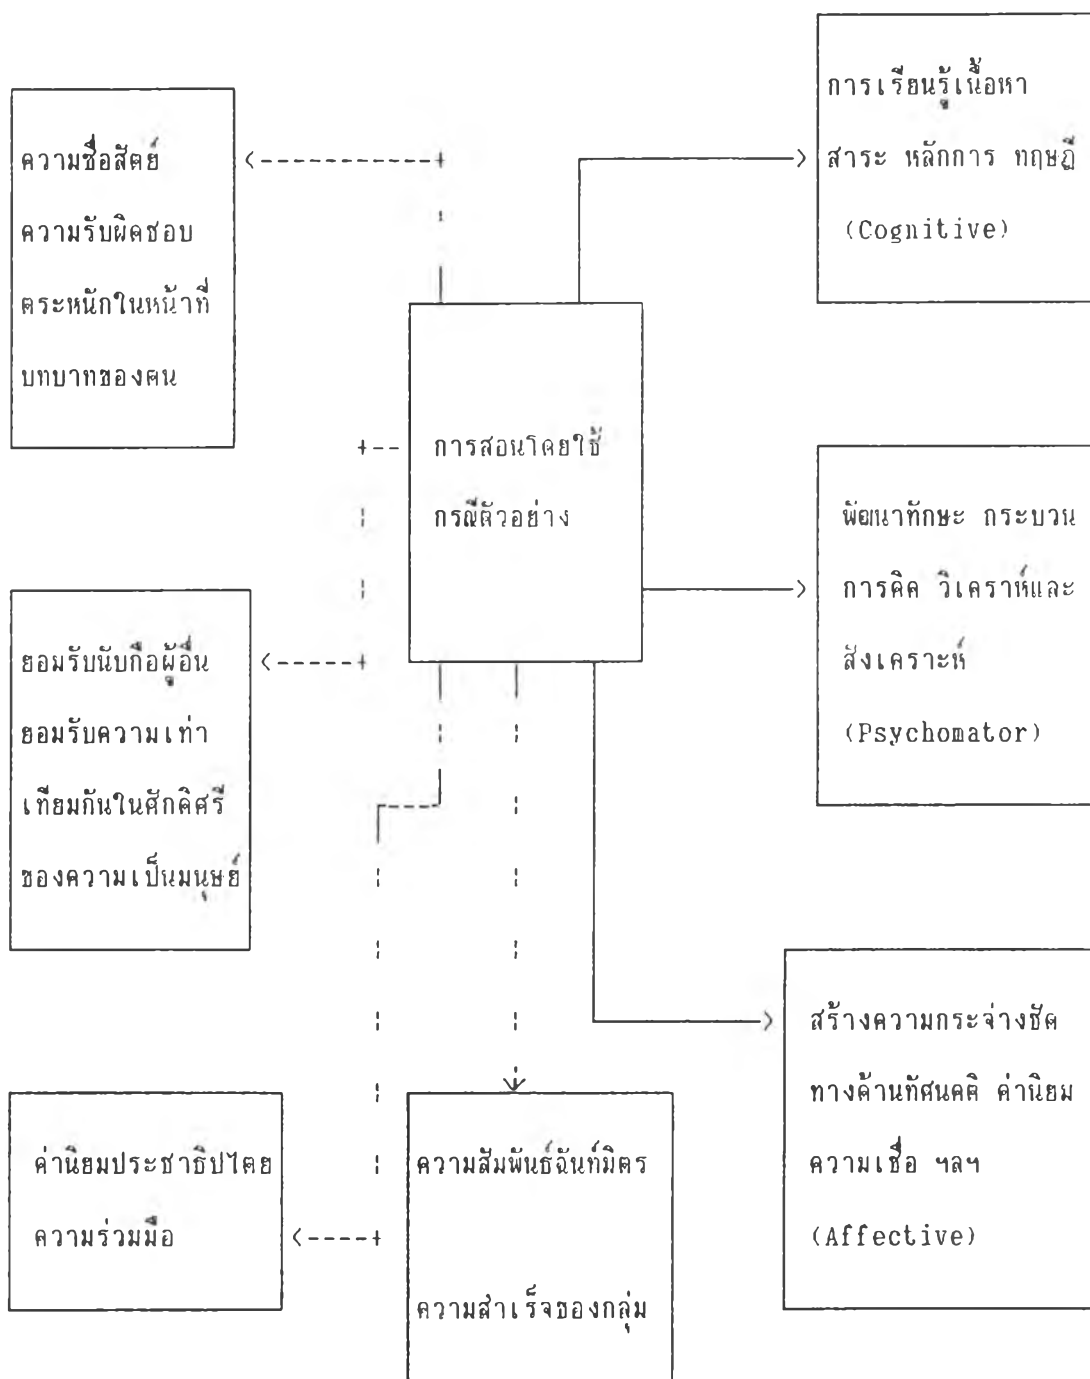 การเรียนรู้เนื้อหา
สาระ หลักการ ทฤษฎี
(Cognitive)
ความซื่อสัตย์
ความรับผิดชอบ
ตระหนักในหน้าที่
บทบาทของตน
การสอนโดยใช้
กรณีตัวอย่าง
พัฒนาทักษะ กระบวน
การคิด วิเคราะห์และ
สังเคราะห์
(Psychomator)
ยอมรับนับถือผู้อื่น
ยอมรับความเท่า
เทียมกันในศักดิศรี
ของความเป็นมนุษย์
สร้างความกระจ่างชัด
ทางด้านทัศนคติ ค่านิยม
ความเชื่อ ฯลฯ
(Affective)
ค่านิยมประชาธิปไตย
ความร่วมมือ
ความสัมพันธ์ฉันท์มิตร
ความสำเร็จของกลุ่ม